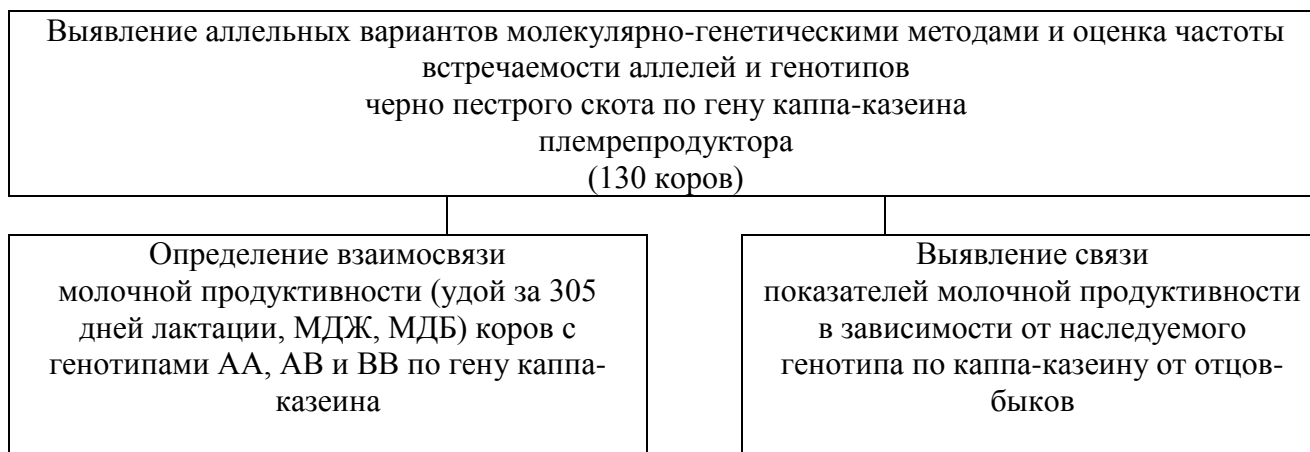 Выявление аллельных вариантов молекулярно-генетическими методами и оценка частоты
встречаемости аллелей и генотипов
черно пестрого скота по гену каппа-казеина
племрепродуктора
(130 коров)
Определение взаимосвязи
молочной продуктивности (удой за 305
дней лактации, МДЖ, МДБ) коров с
генотипами АА, АВ и ВВ по гену каппа-
казеина
Выявление связи
показателей молочной продуктивности
в зависимости от наследуемого
генотипа по каппа-казеину от отцов-
быков